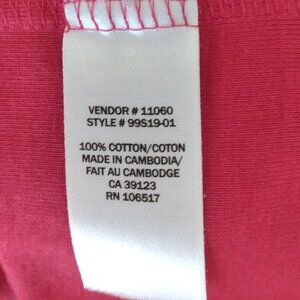 VENDOR # 11060
STYLE # 99S19-01
100% COTTON/COTON
MADE IN CAMBODIA/
FAIT AU CAMBODGE
CA 39123
RN 106517